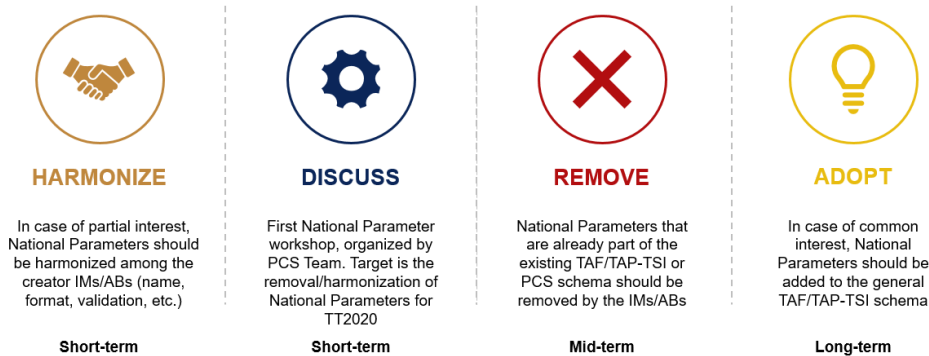 HARMONIZE
In case of partial interest,
National Parameters should
be harmonized among the
creator IMs/ABs (name,
format, validation, etc.)
Short-term
DISCUSS
First National Parameter
workshop, organized by
PCS Team. Target is the
removal/harmonization of
National Parameters for
TT2020
Short-term
REMOVE
National Parameters that
are already part of the
existing TAF/TAP-TSI or
PCS schema should be
removed by the IMs/ABs
Mid-term
ADOPT
In case of common
interest, National
Parameters should be
added to the general
TAF/TAP-TSI schema
Long-term